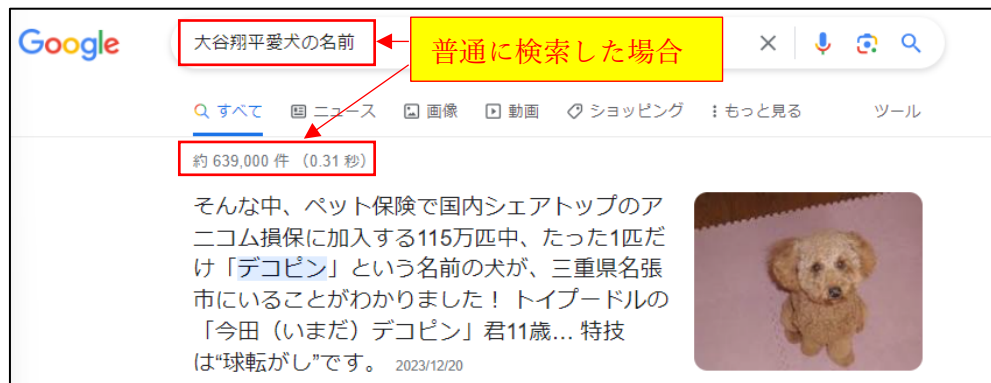 Google
大谷翔平愛犬の名前
普通に検索した場合
すべて ニュース 画像 動画 ショッピング もっと見る ツール
約 639,000 件 （0.31 秒）
そんな中、ペット保険で国内シェアトップのア
ニコム損保に加入する115万匹中、たった1匹だ
け「デコピン」という名前の犬が、三重県名張
市にいることがわかりました！ トイプードルの
「今田（いまだ）デコピン」君11歳... 特技
は“球転がし”です。 2023/12/20